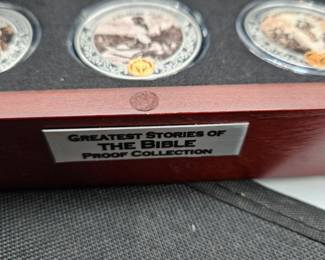 GREATEST STORIES OF
THE BIBLE
PROOF COLLECTION